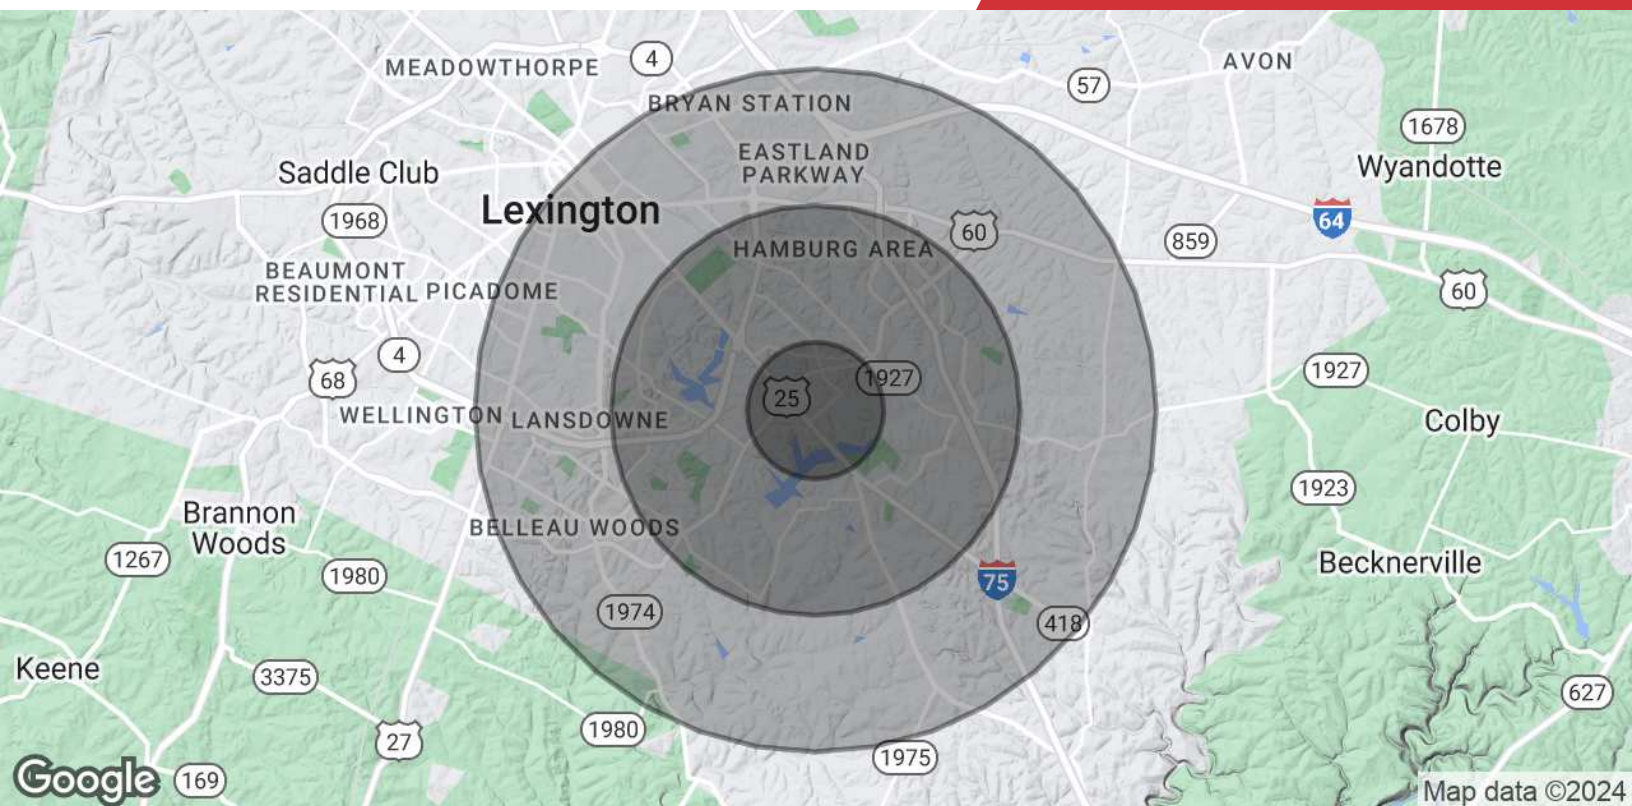 MEADOWTHORPE
4
AVON
57
BRYAN STATION
1678
EASTLAND
PARKWAY
Wyandotte
Saddle Club
Lexington
1968
64
60
859
HAMBURG AREA
BEAUMONT
RESIDENTIAL
PICADOME
60
4
68
1927
1927
25
WELLINGTON
LANSDOWNE
Colby
1923
Brannon
Woods
BELLEAU WOODS
1267
1980
Becknerville
75
1974
418
Keene
3375
627
1980
27
1975
Google
169
Map data ©2024